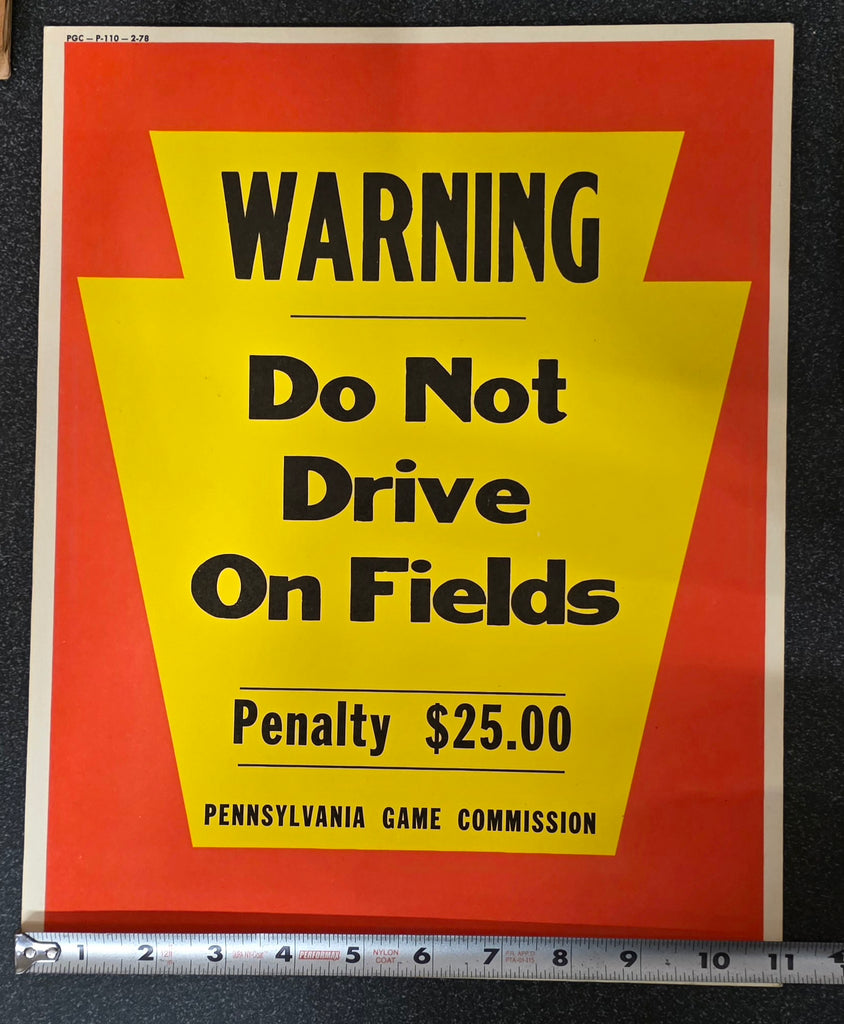 PGC — P-110 — 2-78
WARNING
Do Not
Drive
On Fields
Penalty $25.00
PENNSYLVANIA GAME COMMISSION
1 2 3 4 PERFORMAX 5 NYLON COAT 6 7 8 9 10 11